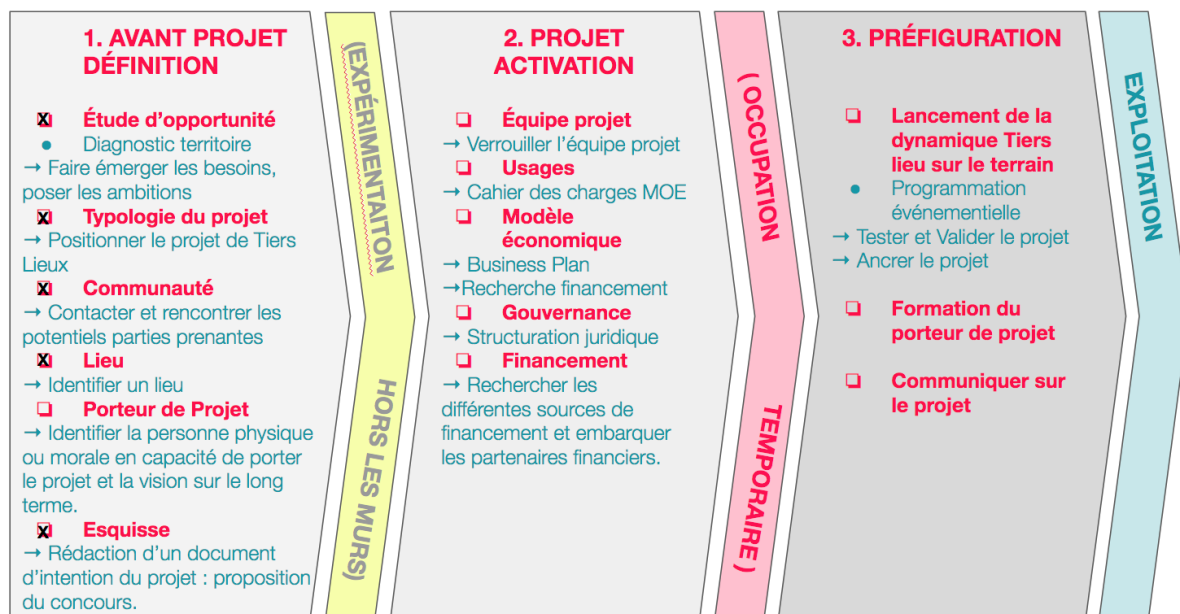 1. AVANT PROJET
DÉFINITION
Étude d'opportunité
● Diagnostic territoire
→ Faire émerger les besoins,
poser les ambitions
Typologie du projet
→ Positionner le projet de Tiers
Lieux
Communauté
→ Contacter et rencontrer les
potentiels parties prenantes
Lieu
→ Identifier un lieu
Porteur de Projet
→ Identifier la personne physique
ou morale en capacité de porter
le projet et la vision sur le long
terme.
Esquisse
→ Rédaction d'un document
d'intention du projet : proposition
du concours.
(EXPÉRIMENTAITON
HORS LES MURS)
2. PROJET
ACTIVATION
Équipe projet
→ Verrouiller l'équipe projet
Usages
→ Cahier des charges MOE
Modèle
économique
→ Business Plan
→Recherche financement
Gouvernance
→ Structuration juridique
Financement
→ Rechercher les
différentes sources de
financement et embarquer
les partenaires financiers.
( OCCUPATION
TEMPORAIRE )
3. PRÉFIGURATION
Lancement de la
dynamique Tiers
lieu sur le terrain
● Programmation
événementielle
→ Tester et Valider le projet
→ Ancrer le projet
Formation du
porteur de projet
Communiquer sur
le projet
EXPLOITATION